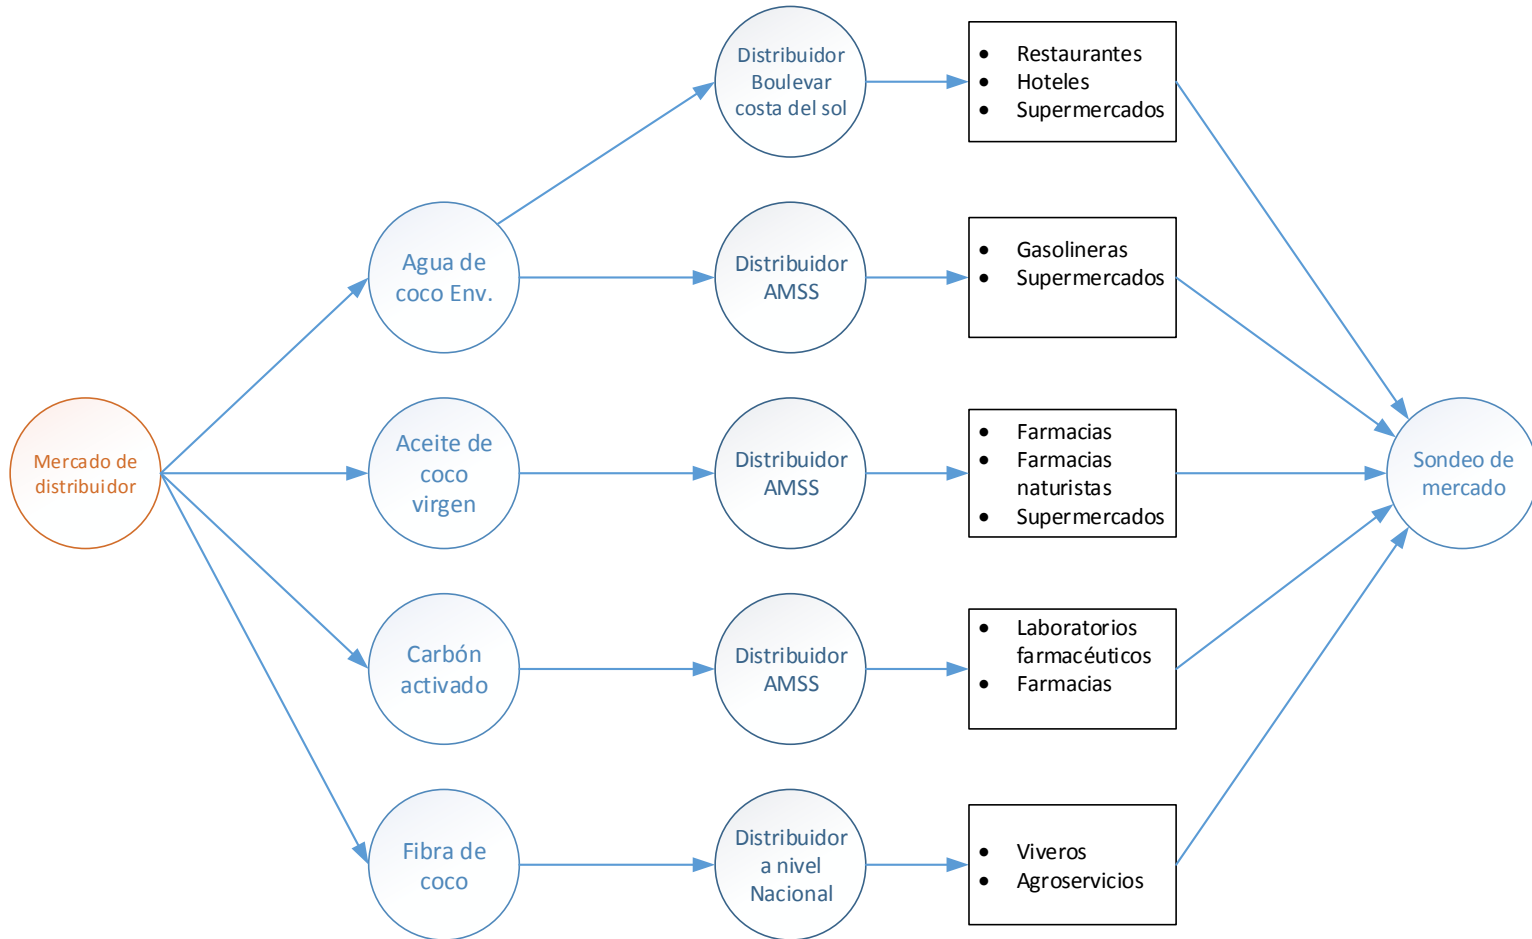 Mercado de
distribuidor
Agua de
coco Env.
Aceite de
coco
virgen
Carbón
activado
Fibra de
coco
Distribuidor
Boulevar
costa del sol
Distribuidor
AMSS
Distribuidor
AMSS
Distribuidor
AMSS
Distribuidor
a nivel
Nacional
• Restaurantes
• Hoteles
• Supermercados
• Gasolineras
• Supermercados
• Farmacias
• Farmacias
naturistas
• Supermercados
• Laboratorios
farmacéuticos
• Farmacias
• Viveros
• Agroservicios
Sondeo de
mercado